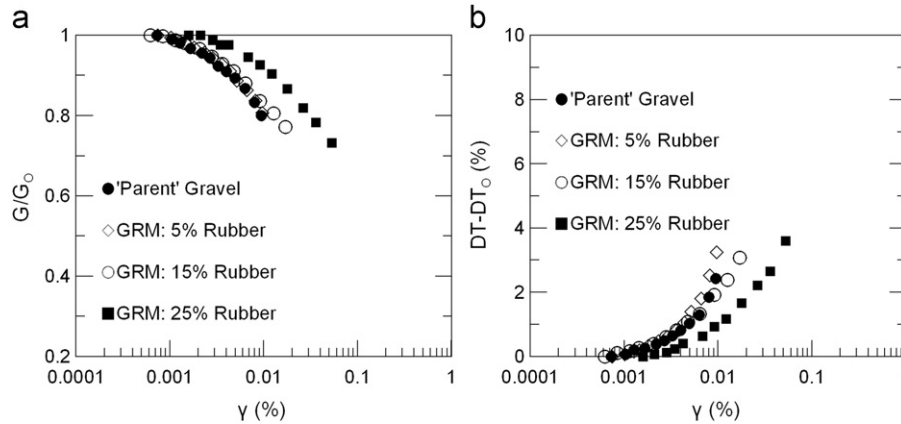 a
1
0.8
0.6
0.4
0.2
G/G₀
'Parent' Gravel
GRM: 5% Rubber
GRM: 15% Rubber
GRM: 25% Rubber
0.0001 0.001 0.01 0.1 1
γ (%)
b
10
8
6
4
2
0
DT-DT₀ (%)
'Parent' Gravel
GRM: 5% Rubber
GRM: 15% Rubber
GRM: 25% Rubber
0.0001 0.001 0.01 0.1
γ (%)